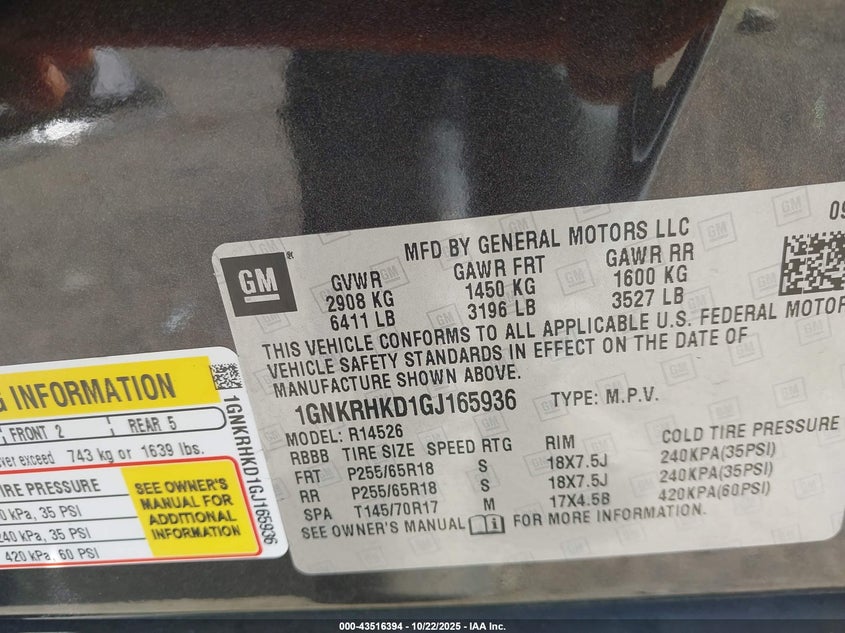 09
MFD BY GENERAL MOTORS LLC
GM
GVWR GAWR FRT GAWR RR
2908 KG 1450 KG 1600 KG
6411 LB 3196 LB 3527 LB
THIS VEHICLE CONFORMS TO ALL APPLICABLE U.S. FEDERAL MOTOR
VEHICLE SAFETY STANDARDS IN EFFECT ON THE DATE OF
MANUFACTURE SHOWN ABOVE.
1GNKRHKD1GJ165936 TYPE: M.P.V.
MODEL: R14526
RBBB TIRE SIZE SPEED RTG RIM COLD TIRE PRESSURE
FRT P255/65R18 S 18X7.5J 240KPA(35PSI)
RR P255/65R18 S 18X7.5J 240KPA(35PSI)
SPA T145/70R17 M 17X4.5B 420KPA(60PSI)
SEE OWNER'S MANUAL FOR MORE INFORMATION.
G INFORMATION
FRONT 2 REAR 5
ver exceed 743 kg or 1639 lbs.
IRE PRESSURE
0 kPa, 35 PSI
240 kPa, 35 PSI
420 kPa, 60 PSI
SEE OWNER'S
MANUAL FOR
ADDITIONAL
INFORMATION
1GNKRHKD1GJ165936
000-43516394 - 10/22/2025 - IAA Inc.